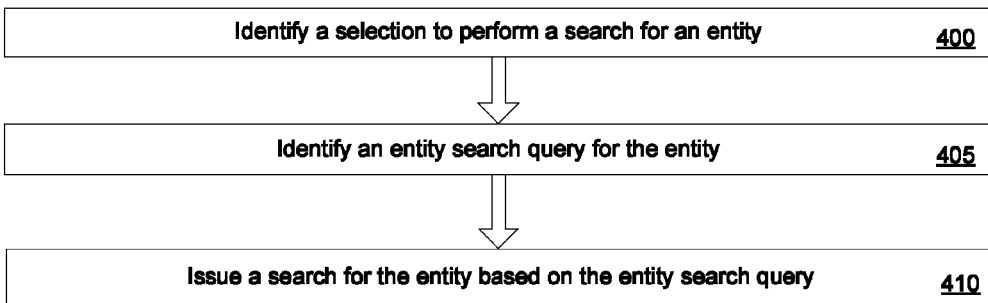 Identify a selection to perform a search for an entity 400
Identify an entity search query for the entity 405
Issue a search for the entity based on the entity search query 410